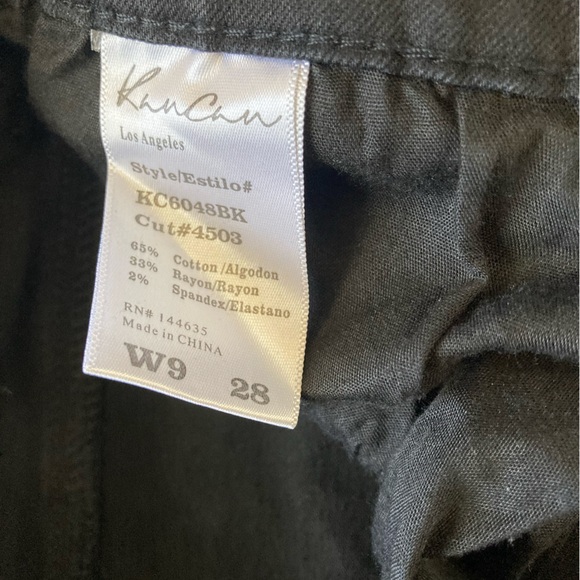 KanCan
Los Angeles
Style/Estilo#
KC6048BK
Cut#4503
65% Cotton/Algodon
33% Rayon/Rayon
2% Spandex/Elastano
RN# 144635
Made in CHINA
W9 28